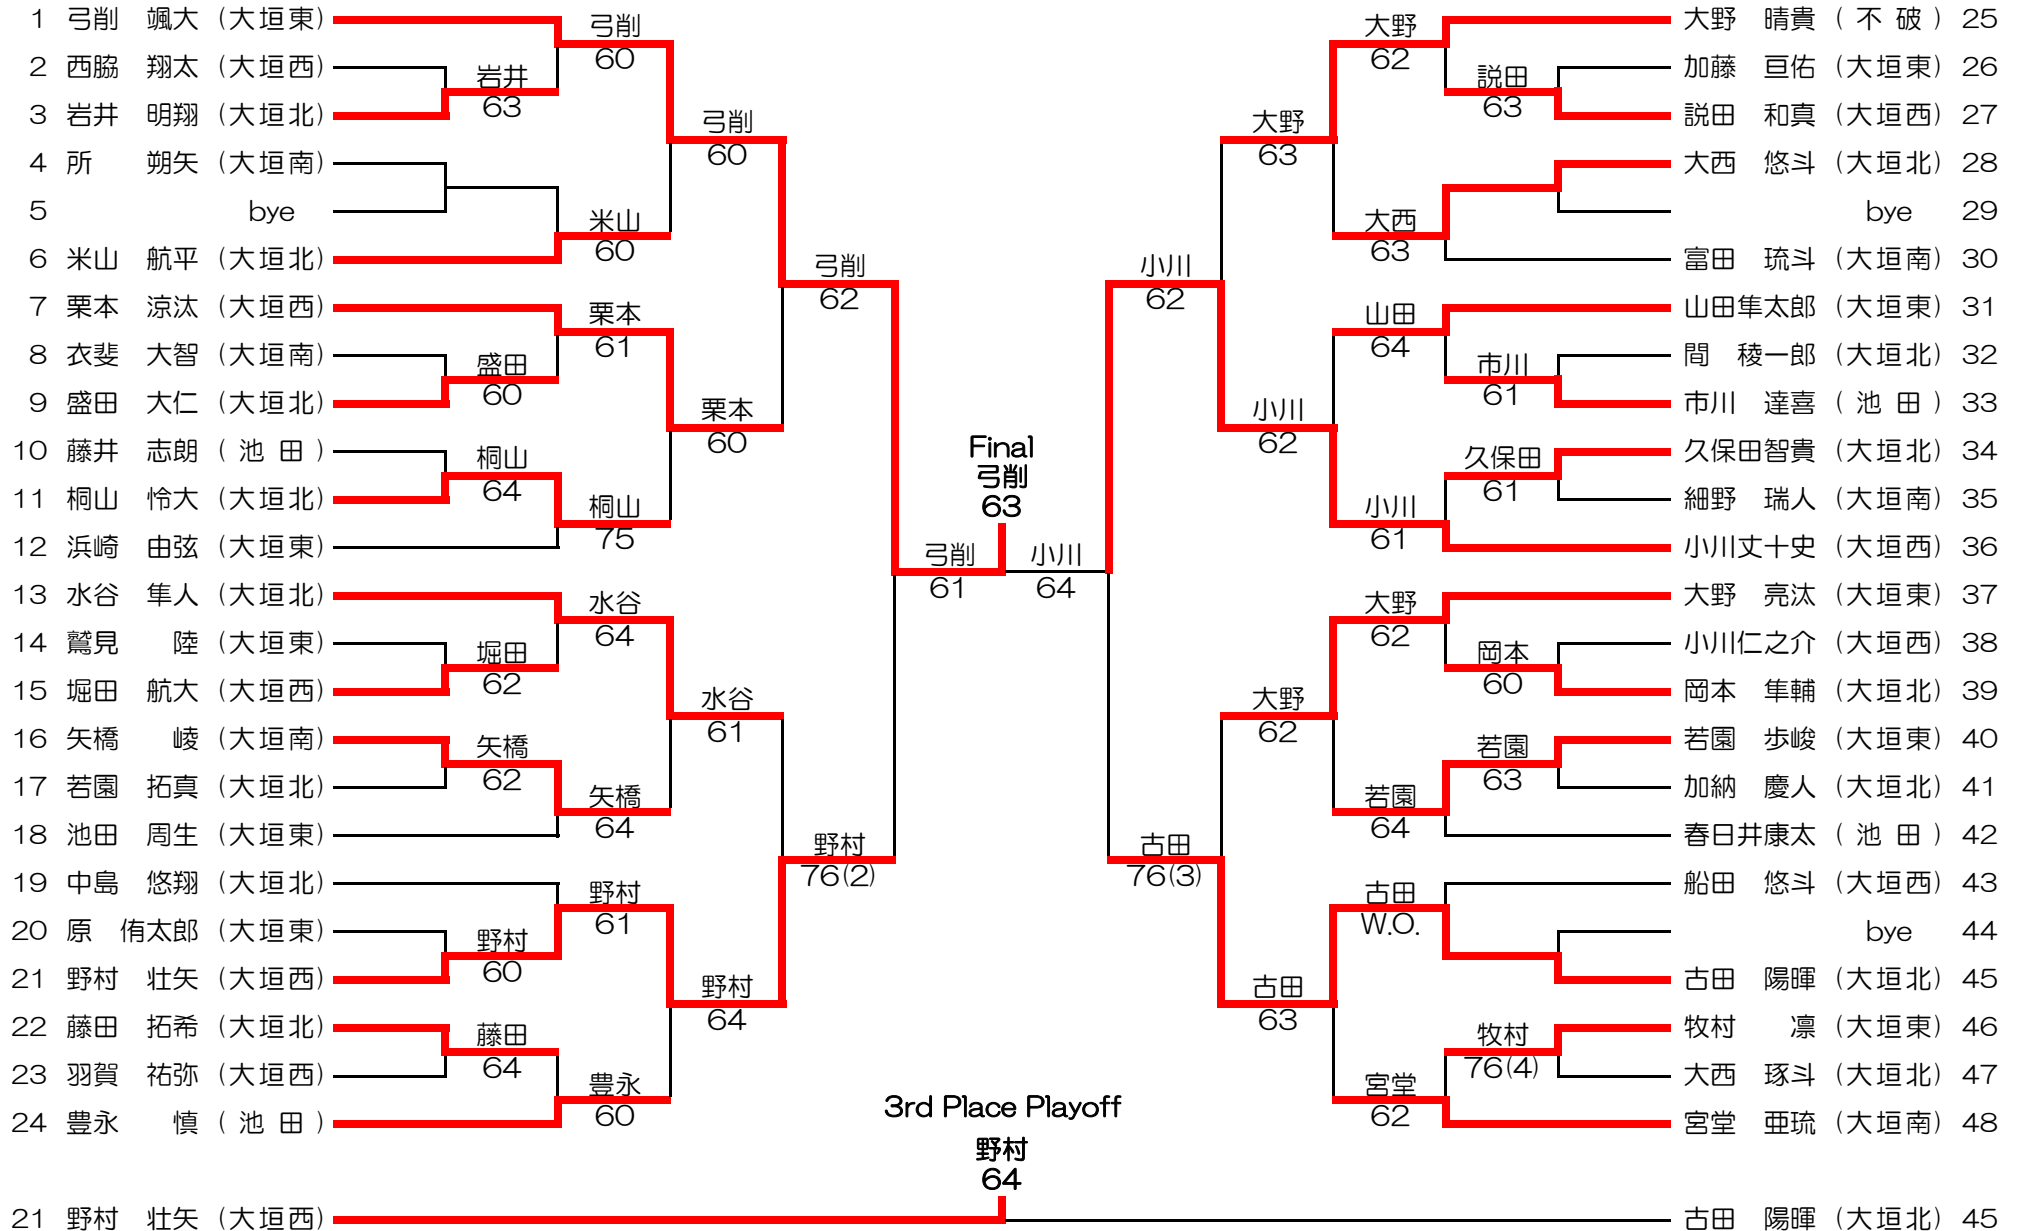 1 弓削 颯大 (大垣東)
2 西脇 翔太 (大垣西)
3 岩井 明翔 (大垣北)
4 所 朔矢 (大垣南)
5 bye
6 米山 航平 (大垣北)
7 栗本 涼汰 (大垣西)
8 衣斐 大智 (大垣南)
9 盛田 大仁 (大垣北)
10 藤井 志朗 ( 池 田 )
11 桐山 怜大 (大垣北)
12 浜崎 由弦 (大垣東)
13 水谷 隼人 (大垣北)
14 鷲見 陸 (大垣東)
15 堀田 航大 (大垣西)
16 矢橋 崚 (大垣南)
17 若園 拓真 (大垣北)
18 池田 周生 (大垣東)
19 中島 悠翔 (大垣北)
20 原 侑太郎 (大垣東)
21 野村 壮矢 (大垣西)
22 藤田 拓希 (大垣北)
23 羽賀 祐弥 (大垣西)
24 豊永 慎 ( 池 田 )
岩井
63
盛田
60
桐山
64
堀田
62
矢橋
62
野村
60
藤田
64
弓削
60
米山
60
栗本
61
桐山
75
水谷
64
矢橋
64
野村
61
豊永
60
弓削
60
栗本
60
水谷
61
野村
64
弓削
62
野村
76(2)
弓削
61
Final
弓削
63
小川
64
小川
62
古田
76(3)
大野
63
小川
62
大野
62
古田
63
大野
62
大西
63
山田
64
小川
61
大野
62
若園
64
古田
W.O.
宮堂
62
説田
63
市川
61
久保田
61
岡本
60
若園
63
牧村
76(4)
大野 晴貴 ( 不 破 ) 25
加藤 亘佑 (大垣東) 26
説田 和真 (大垣西) 27
大西 悠斗 (大垣北) 28
bye 29
富田 琉斗 (大垣南) 30
山田隼太郎 (大垣東) 31
間 稜一郎 (大垣北) 32
市川 達喜 ( 池 田 ) 33
久保田智貴 (大垣北) 34
細野 瑞人 (大垣南) 35
小川丈十史 (大垣西) 36
大野 亮汰 (大垣東) 37
小川仁之介 (大垣西) 38
岡本 隼輔 (大垣北) 39
若園 歩峻 (大垣東) 40
加納 慶人 (大垣北) 41
春日井康太 ( 池 田 ) 42
船田 悠斗 (大垣西) 43
bye 44
古田 陽暉 (大垣北) 45
牧村 凛 (大垣東) 46
大西 琢斗 (大垣北) 47
宮堂 亜琉 (大垣南) 48
3rd Place Playoff
野村
64
21 野村 壮矢 (大垣西)
古田 陽暉 (大垣北) 45